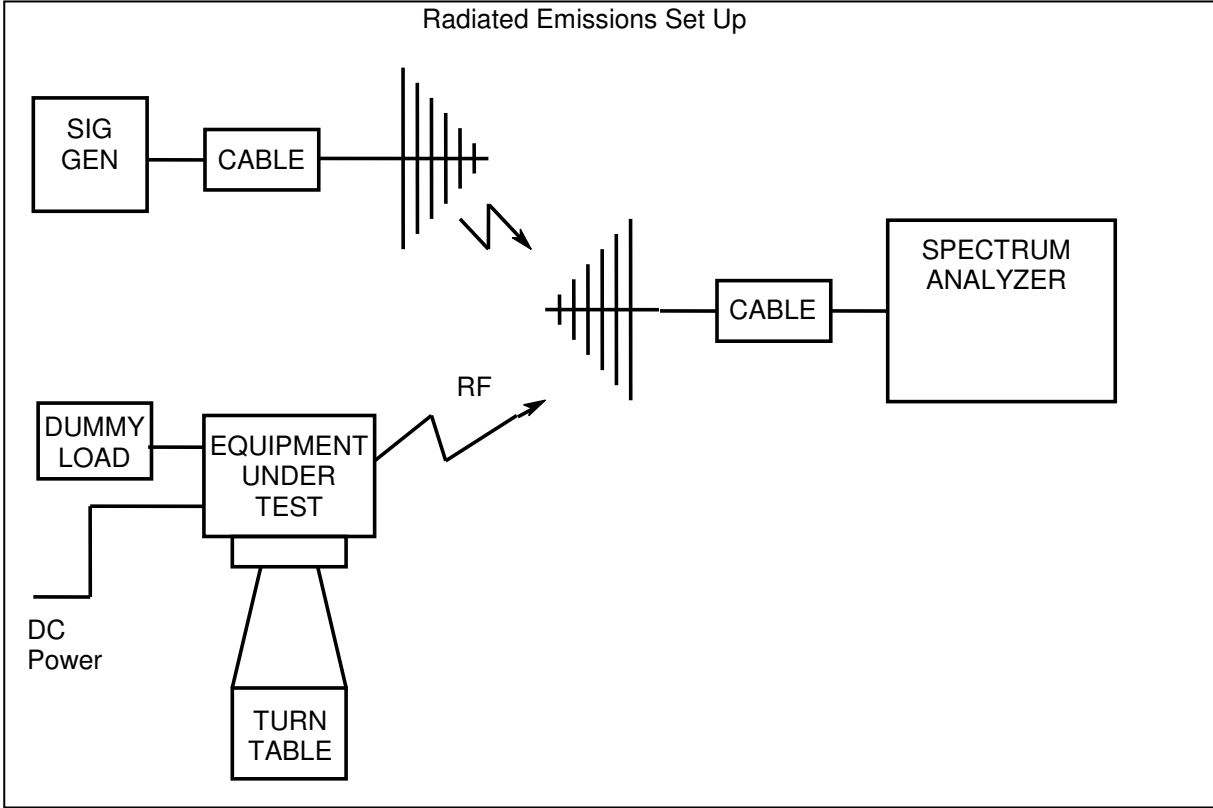 Radiated Emissions Set Up
SIG
GEN
CABLE
SPECTRUM
ANALYZER
CABLE
RF
DUMMY
LOAD
EQUIPMENT
UNDER
TEST
DC
Power
TURN
TABLE